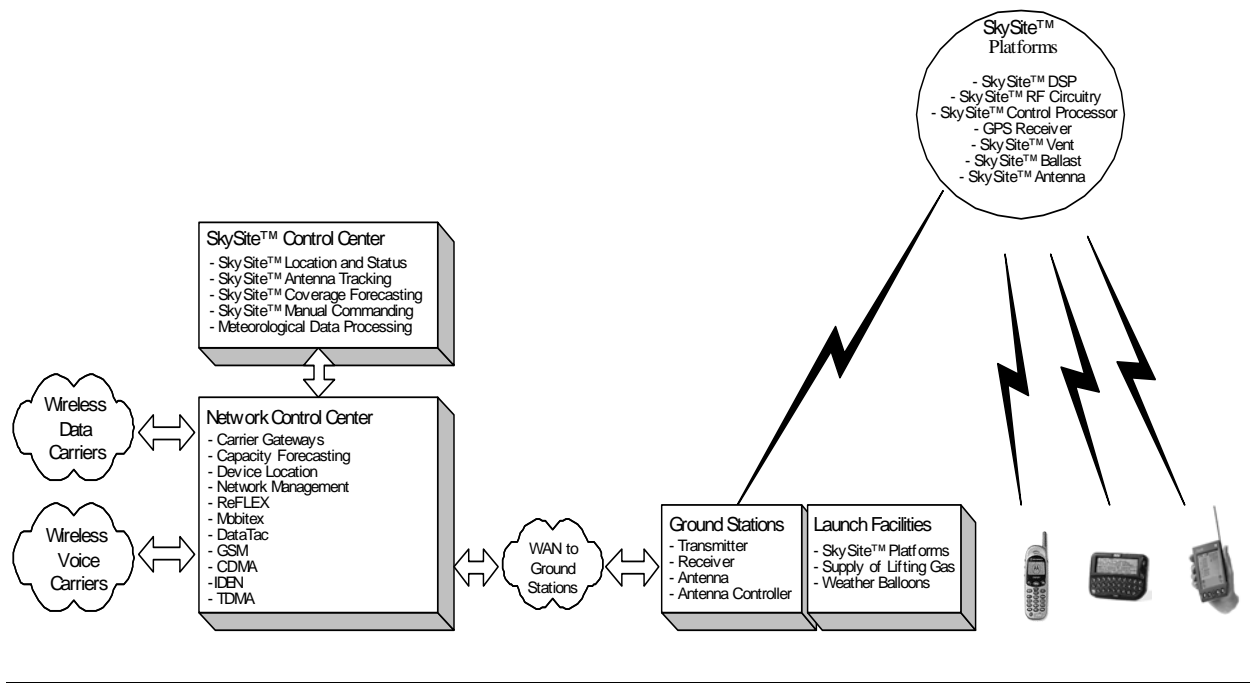 SkySite™
Platforms
- SkySite™ DSP
- SkySite™ RF Circuitry
- SkySite™ Control Processor
- GPS Receiver
- SkySite™ Vent
- SkySite™ Ballast
- SkySite™ Antenna
SkySite™ Control Center
- SkySite™ Location and Status
- SkySite™ Antenna Tracking
- SkySite™ Coverage Forecasting
- SkySite™ Manual Commanding
- Meteorological Data Processing
Wireless
Data
Carriers
Wireless
Voice
Carriers
Network Control Center
- Carrier Gateways
- Capacity Forecasting
- Device Location
- Network Management
- ReFLEX
- Mobitex
- DataTac
- GSM
- CDMA
- IDEN
- TDMA
WAN to
Ground
Stations
Ground Stations
- Transmitter
- Receiver
- Antenna
- Antenna Controller
Launch Facilities
- SkySite™ Platforms
- Supply of Lifting Gas
- Weather Balloons